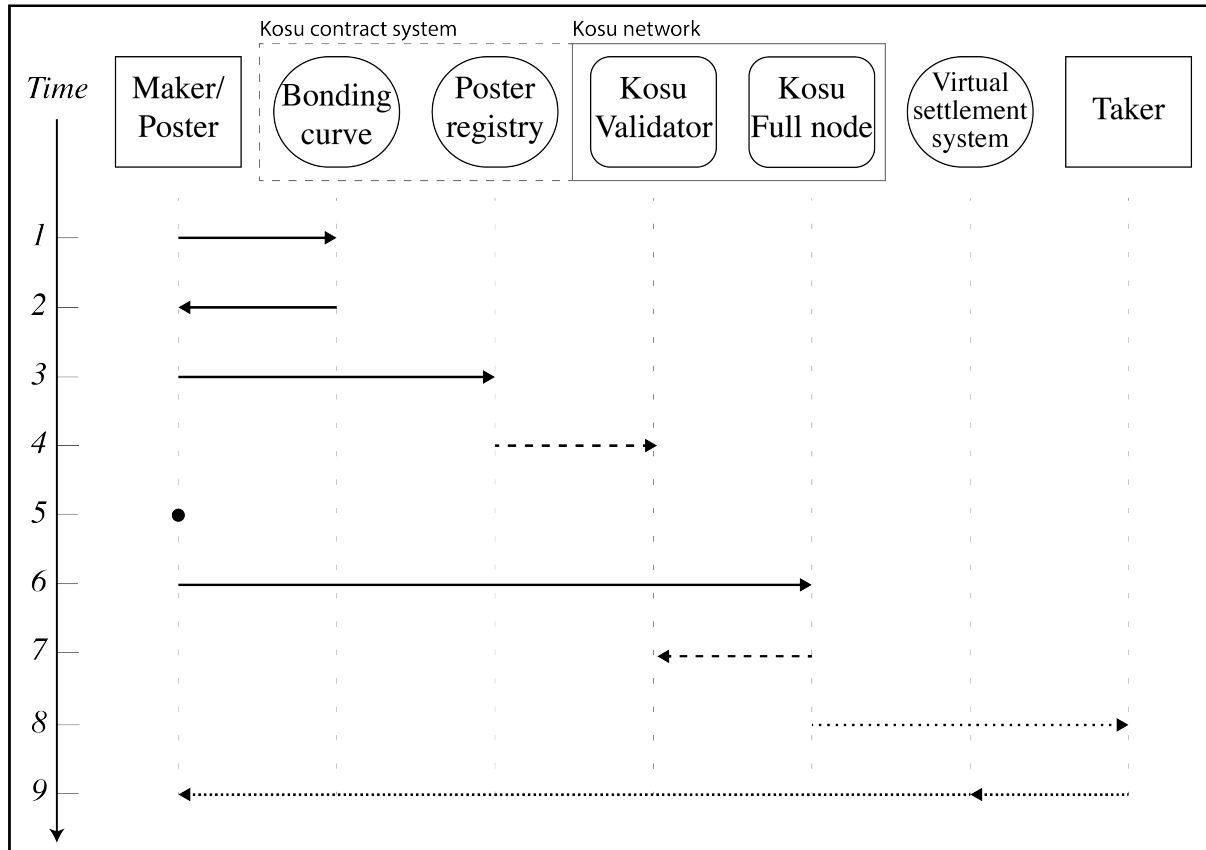 Kosu contract system
Kosu network
Time
Maker/
Poster
Bonding
curve
Poster
registry
Kosu
Validator
Kosu
Full node
Virtual
settlement
system
Taker
1
2
3
4
5
6
7
8
9